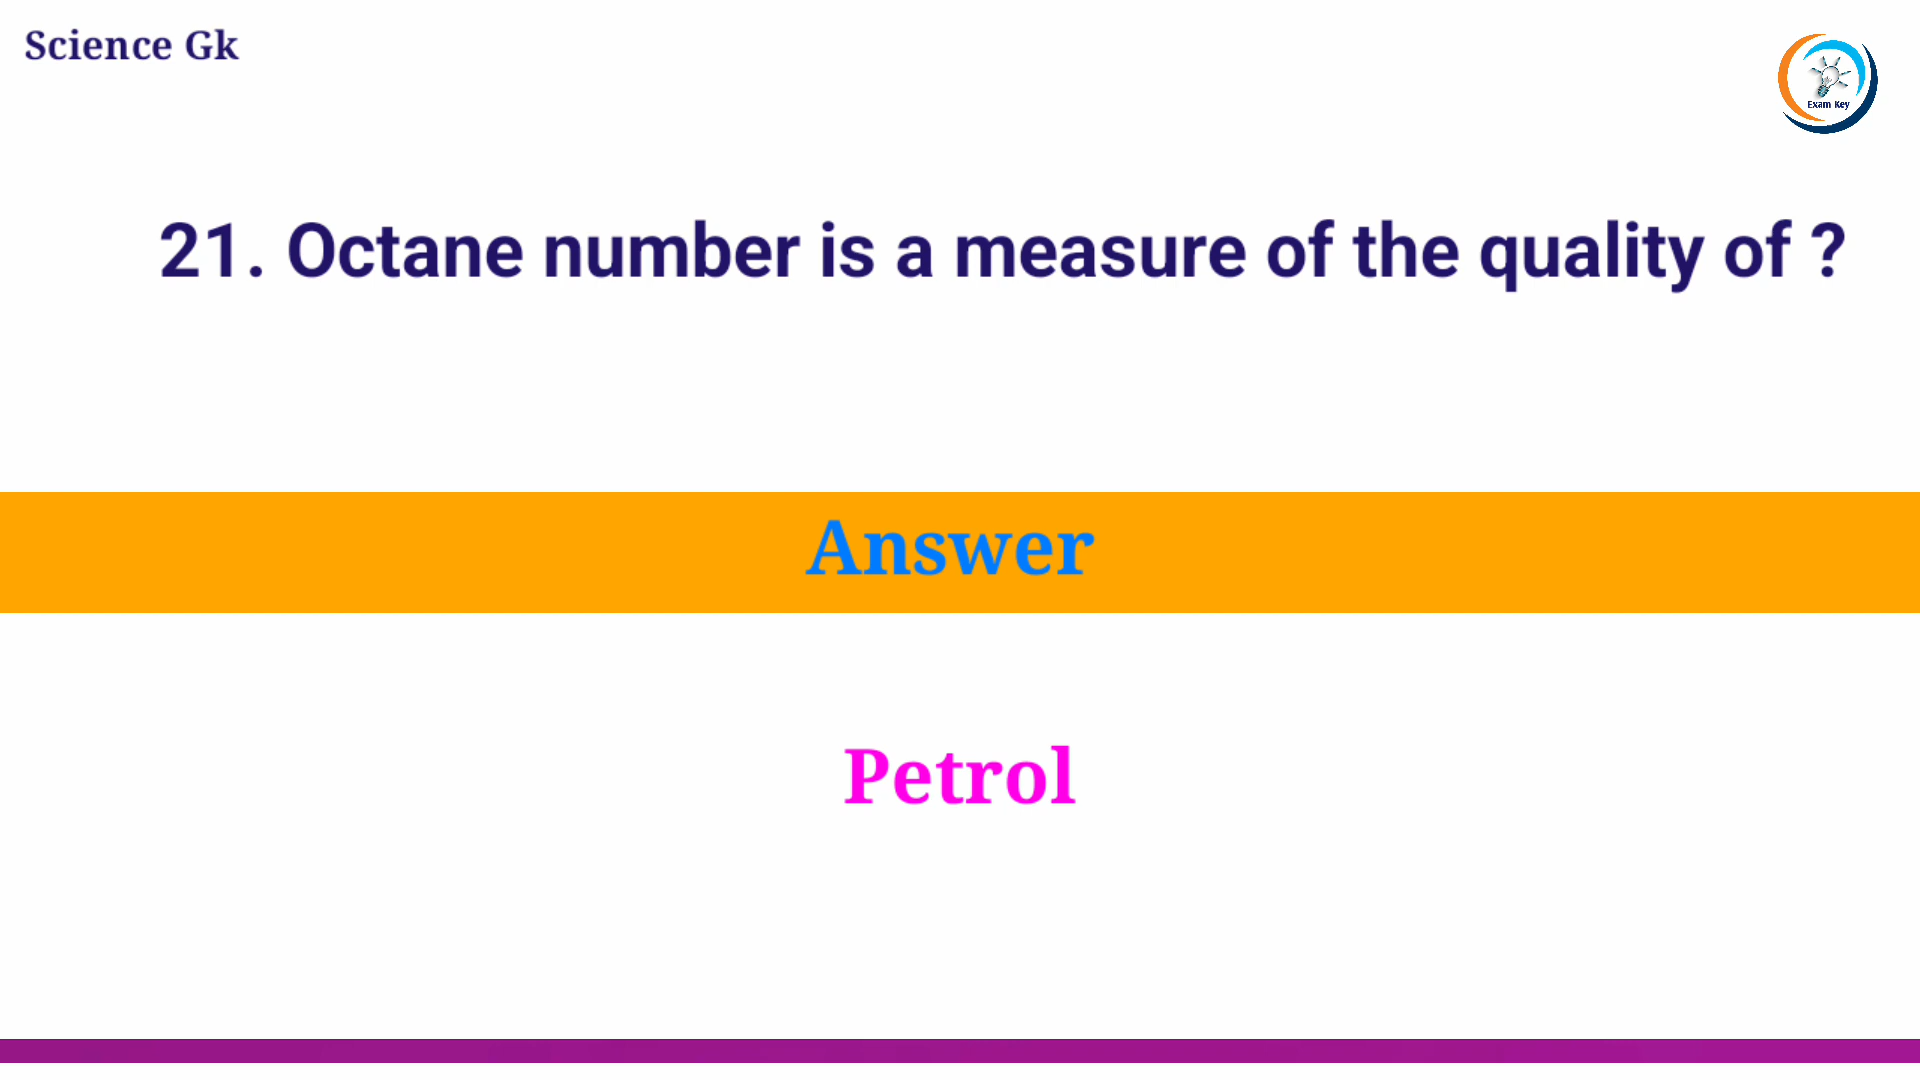 Science Gk
Exam Key
21. Octane number is a measure of the quality of ?
Answer
Petrol